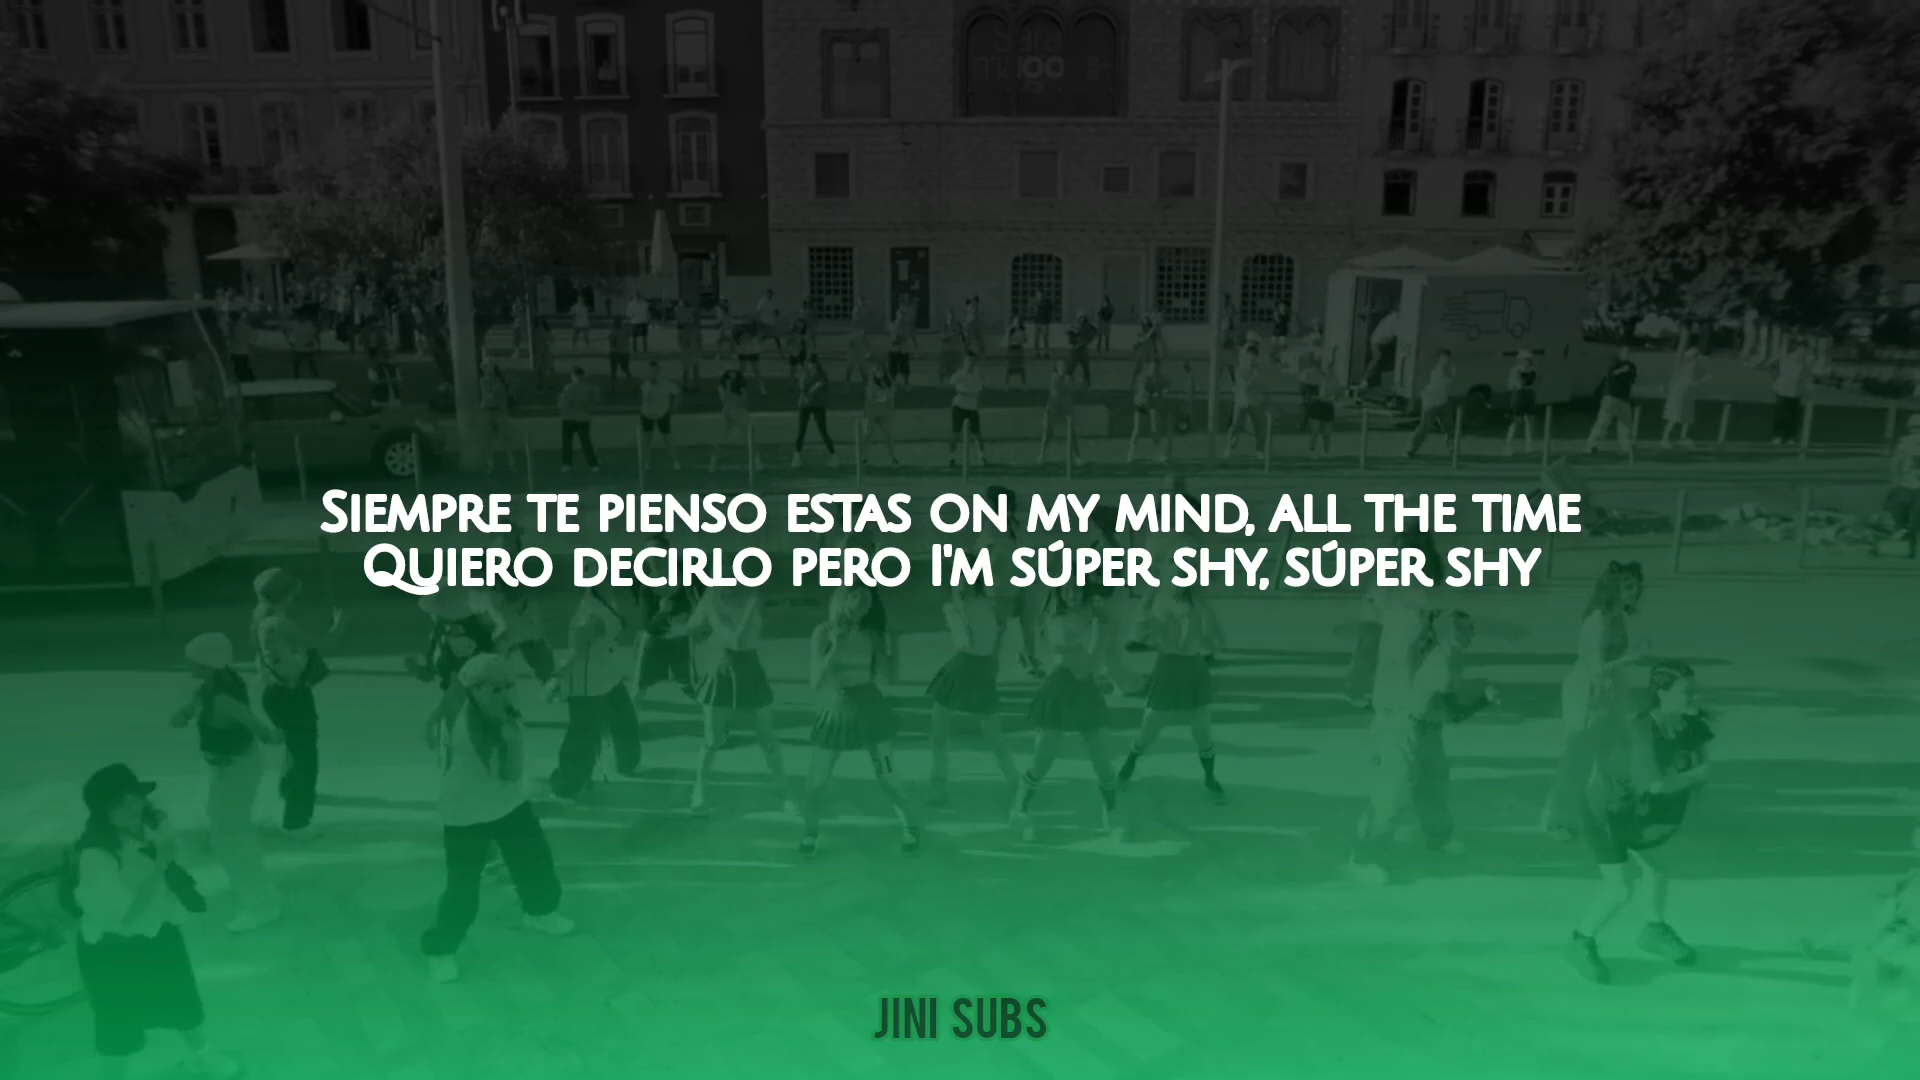 Siempre te pienso estas on my mind, all the time
Quiero decirlo pero I'm súper shy, súper shy
JINI SUBS